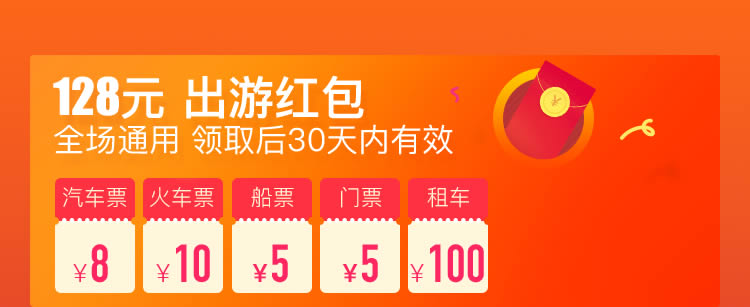 128元 出游红包
全场通用 领取后30天内有效
汽车票 火车票 船票 门票 租车
¥8 ¥10 ¥5 ¥5 ¥100
¥